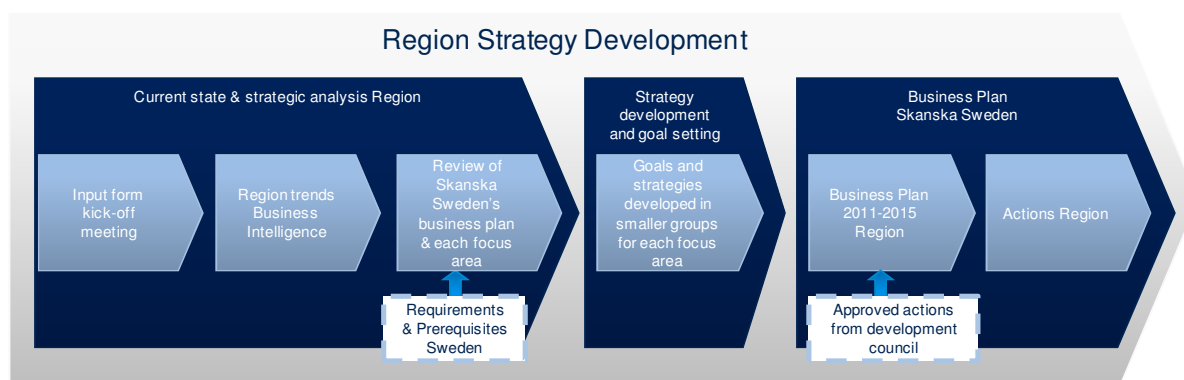 Region Strategy Development
Current state & strategic analysis Region
Input form
kick-off
meeting
Region trends
Business
Intelligence
Review of
Skanska
Sweden's
business plan
& each focus
area
Requirements
& Prerequisites
Sweden
Strategy
development
and goal setting
Goals and
strategies
developed in
smaller groups
for each focus
area
Business Plan
Skanska Sweden
Business Plan
2011-2015
Region
Actions Region
Approved actions
from development
council